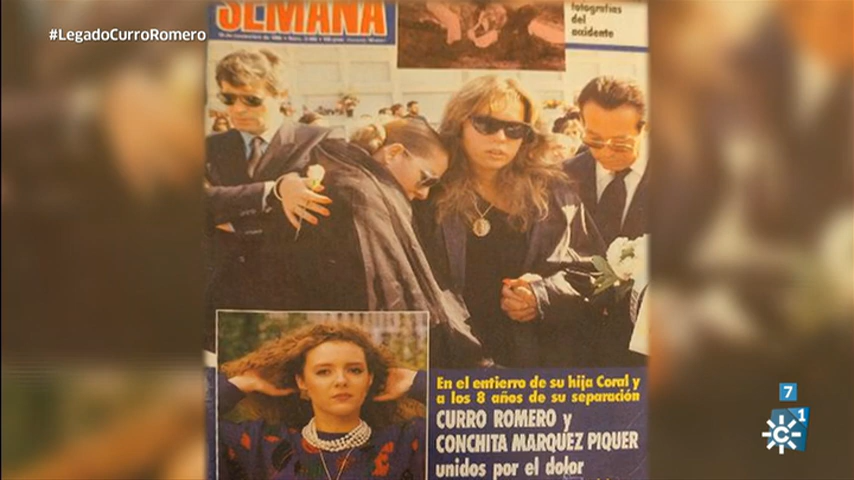 #LegadoCurroRomero
SEMANA
fotografías
del
accidente
En el entierro de su hija Coral y
a los 8 años de su separación
CURRO ROMERO y
CONCHITA MARQUEZ PIQUER
unidos por el dolor
7
1